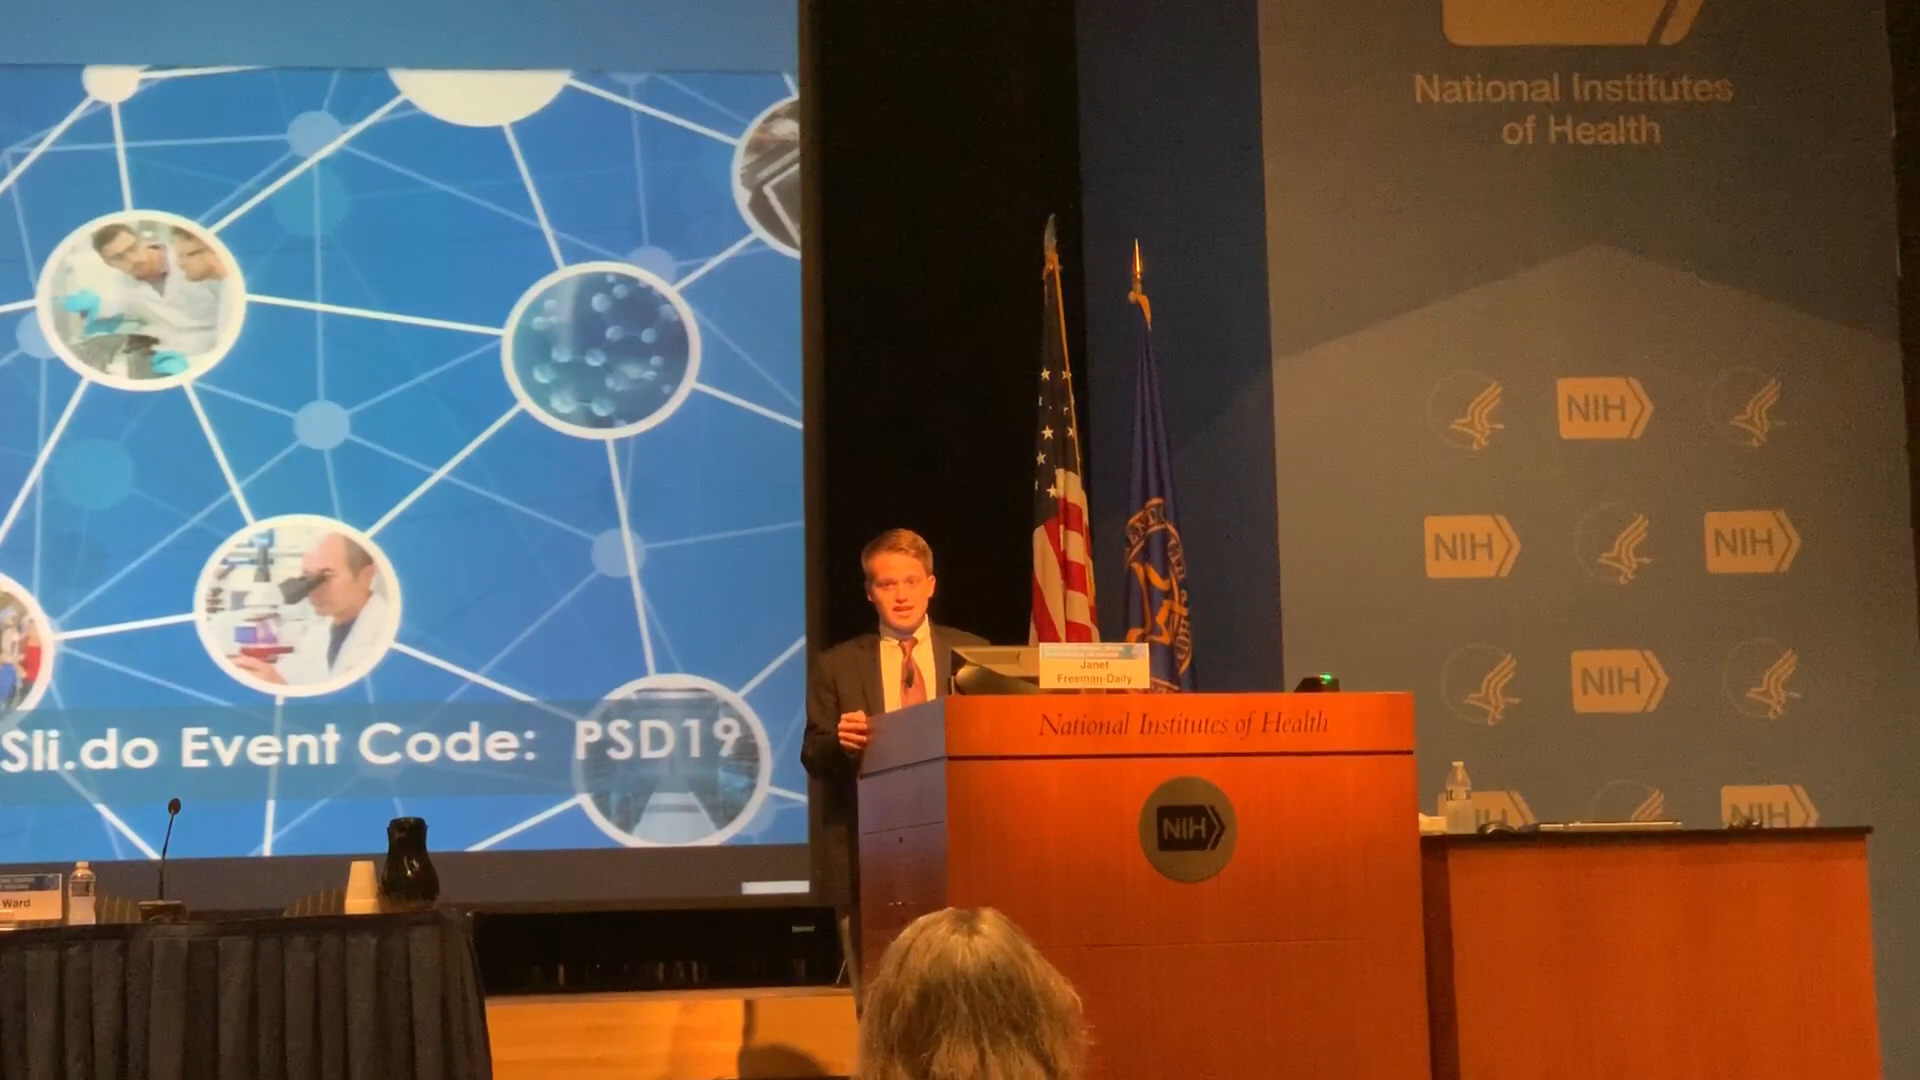 National Institutes
of Health
NIH
NIH
NIH
NIH
NIH
Sli.do Event Code: PSD19
Janet
Freeman-Daily
National Institutes of Health
NIH
Ward